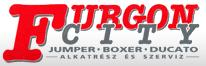 FURGON
CITY
JUMPER · BOXER · DUCATO
ALKATRÉSZ ÉS SZERVIZ